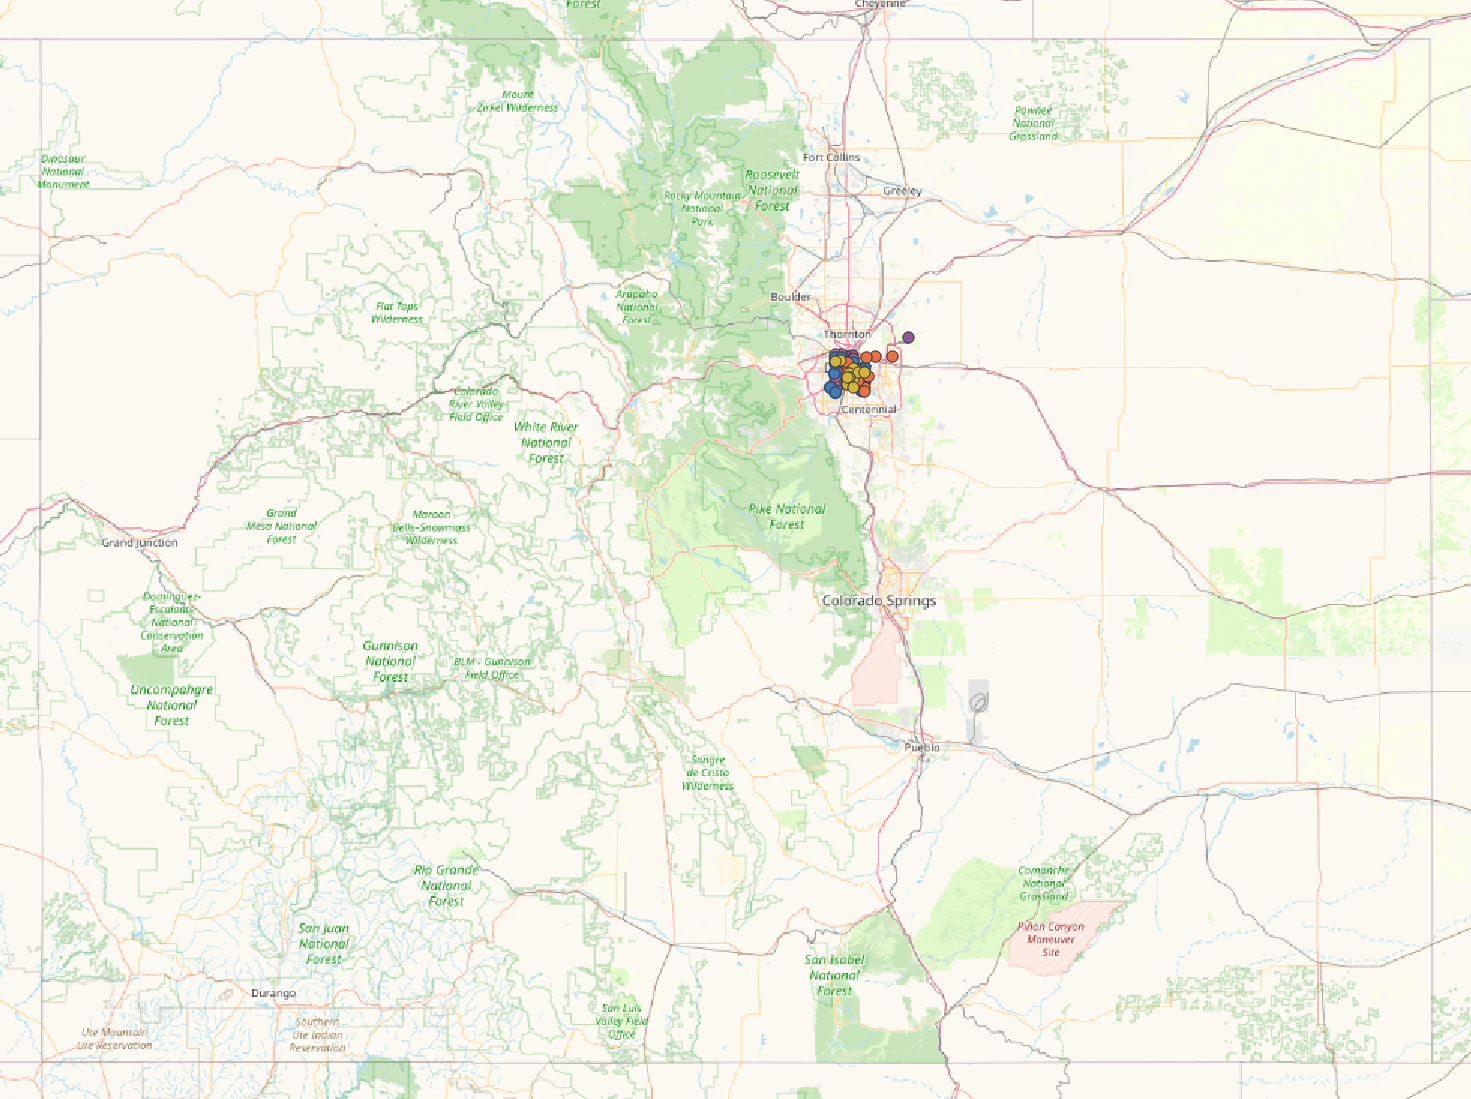 Forest
Cheyenne
Mount
Zirkel Wilderness
Pawnee
National
Grassland
Dinosaur
National
Monument
Fort Collins
Roosevelt
National
Forest
Rocky Mountain
National
Park
Greeley
Boulder
Arapaho
National
Forest
Flat Tops
Wilderness
Thornton
Centennial
Colorado
River Valley
Field Office
White River
National
Forest
Pike National
Forest
Grand
Mesa National
Forest
Maroon
Bells-Snowmass
Wilderness
Grand Junction
Colorado Springs
Dominguez-
Escalante
National
Conservation
Area
Gunnison
National
Forest
BLM - Gunnison
Field Office
Uncompahgre
National
Forest
Pueblo
Sangre
de Cristo
Wilderness
Rio Grande
National
Forest
Comanche
National
Grassland
Piñon Canyon
Maneuver
Site
San Juan
National
Forest
San Isabel
National
Forest
Durango
San Luis
Valley Field
Office
Ute Mountain
Ute Reservation
Southern
Ute Indian
Reservation